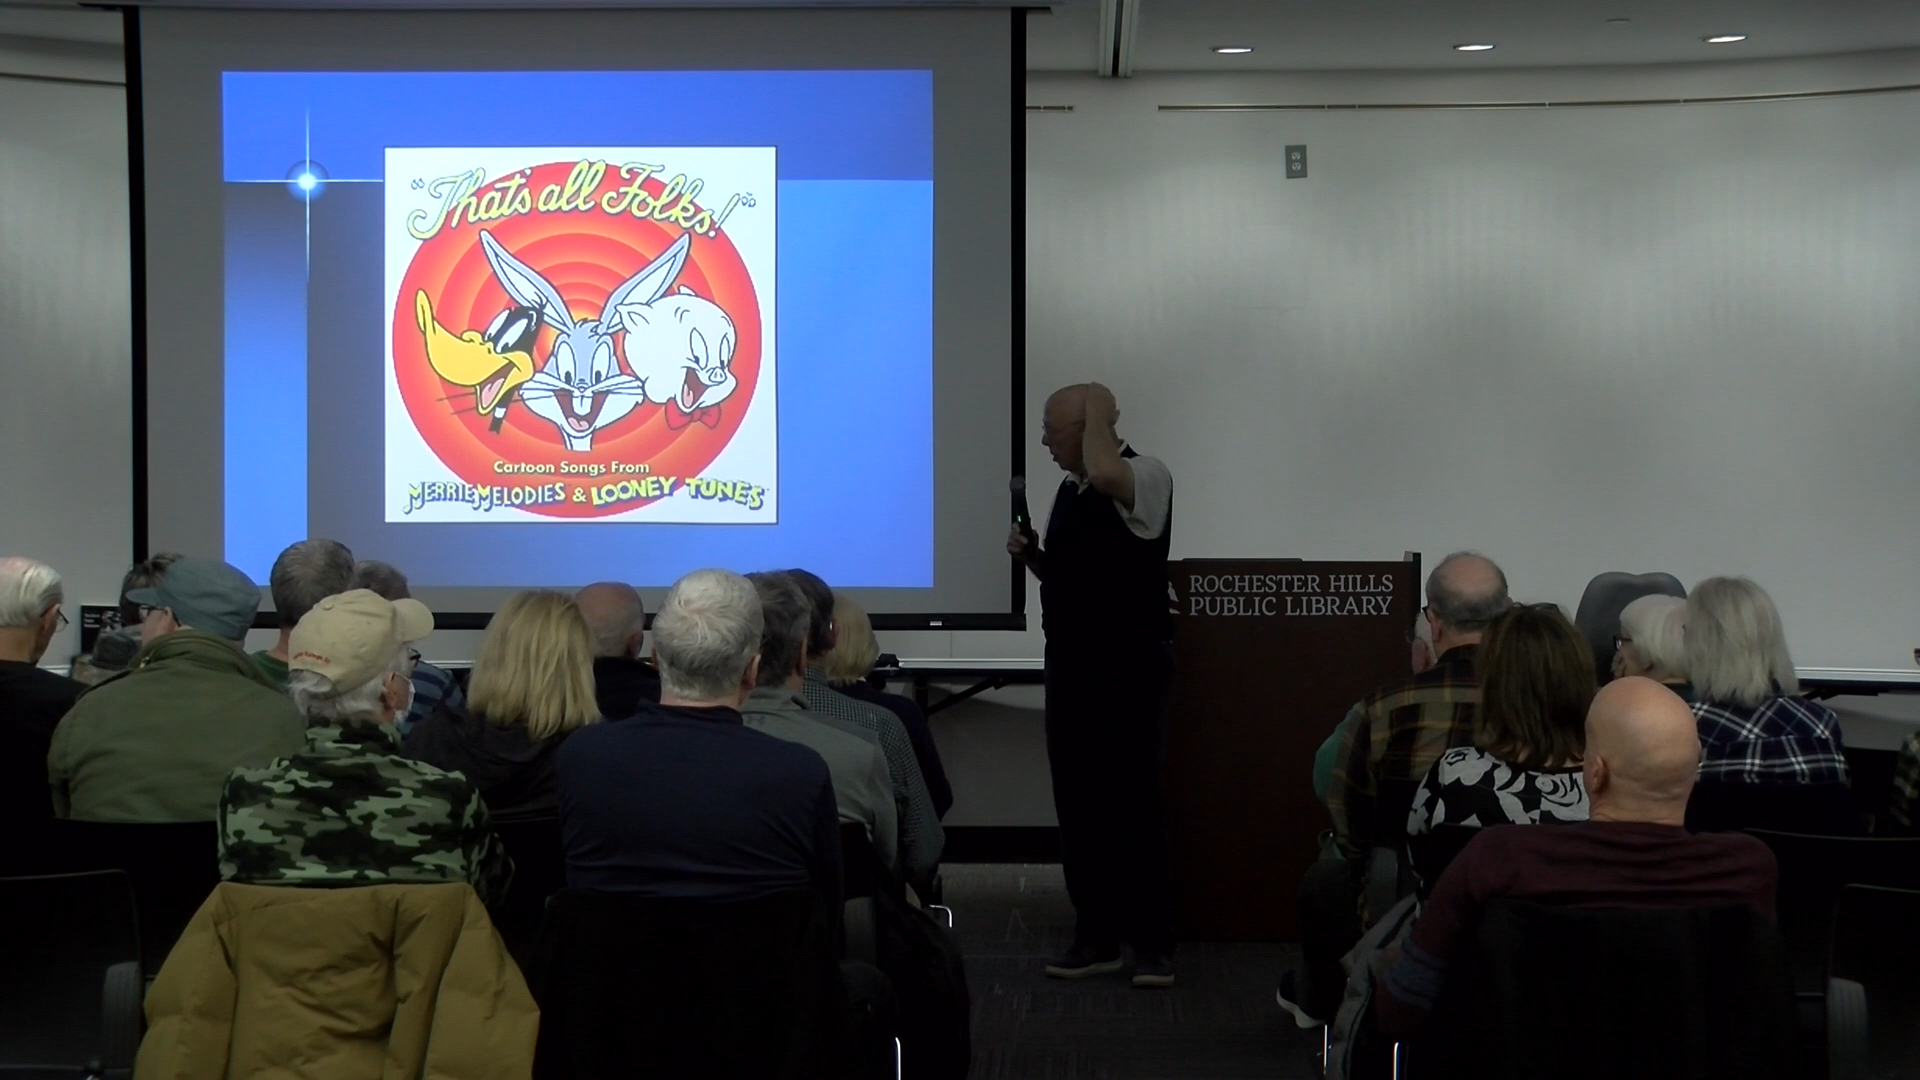 "That's all Folks!"
Cartoon Songs From
MERRIE MELODIES & LOONEY TUNES
ROCHESTER HILLS
PUBLIC LIBRARY